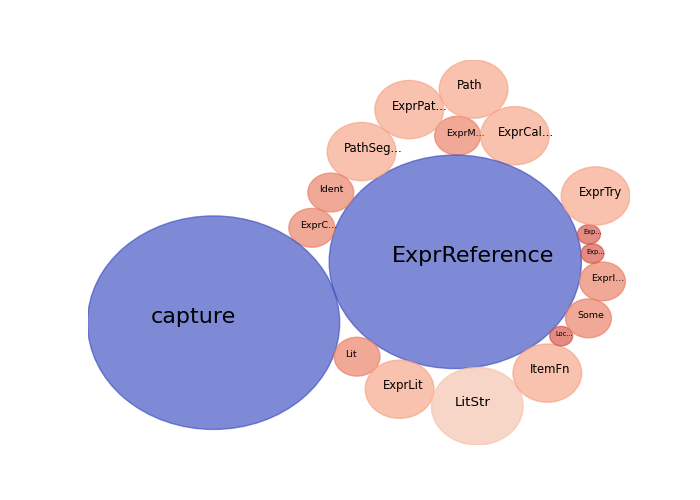 Path
ExprPat...
ExprM...
ExprCal...
PathSeg...
Ident
ExprTry
ExprC...
Exp...
Exp...
ExprReference
ExprI...
capture
Some
Loc...
Lit
ItemFn
ExprLit
LitStr